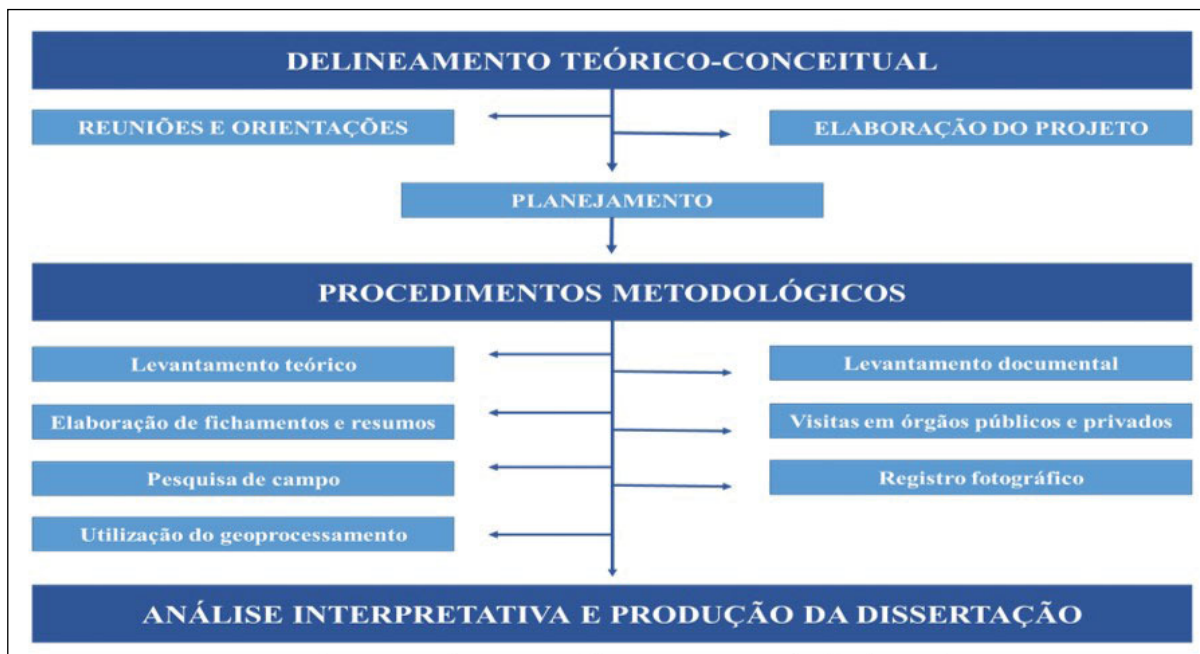 DELINEAMENTO TEÓRICO-CONCEITUAL
REUNIÕES E ORIENTAÇÕES
ELABORAÇÃO DO PROJETO
PLANEJAMENTO
PROCEDIMENTOS METODOLÓGICOS
Levantamento teórico
Levantamento documental
Elaboração de fichamentos e resumos
Visitas em órgãos públicos e privados
Pesquisa de campo
Registro fotográfico
Utilização do geoprocessamento
ANÁLISE INTERPRETATIVA E PRODUÇÃO DA DISSERTAÇÃO